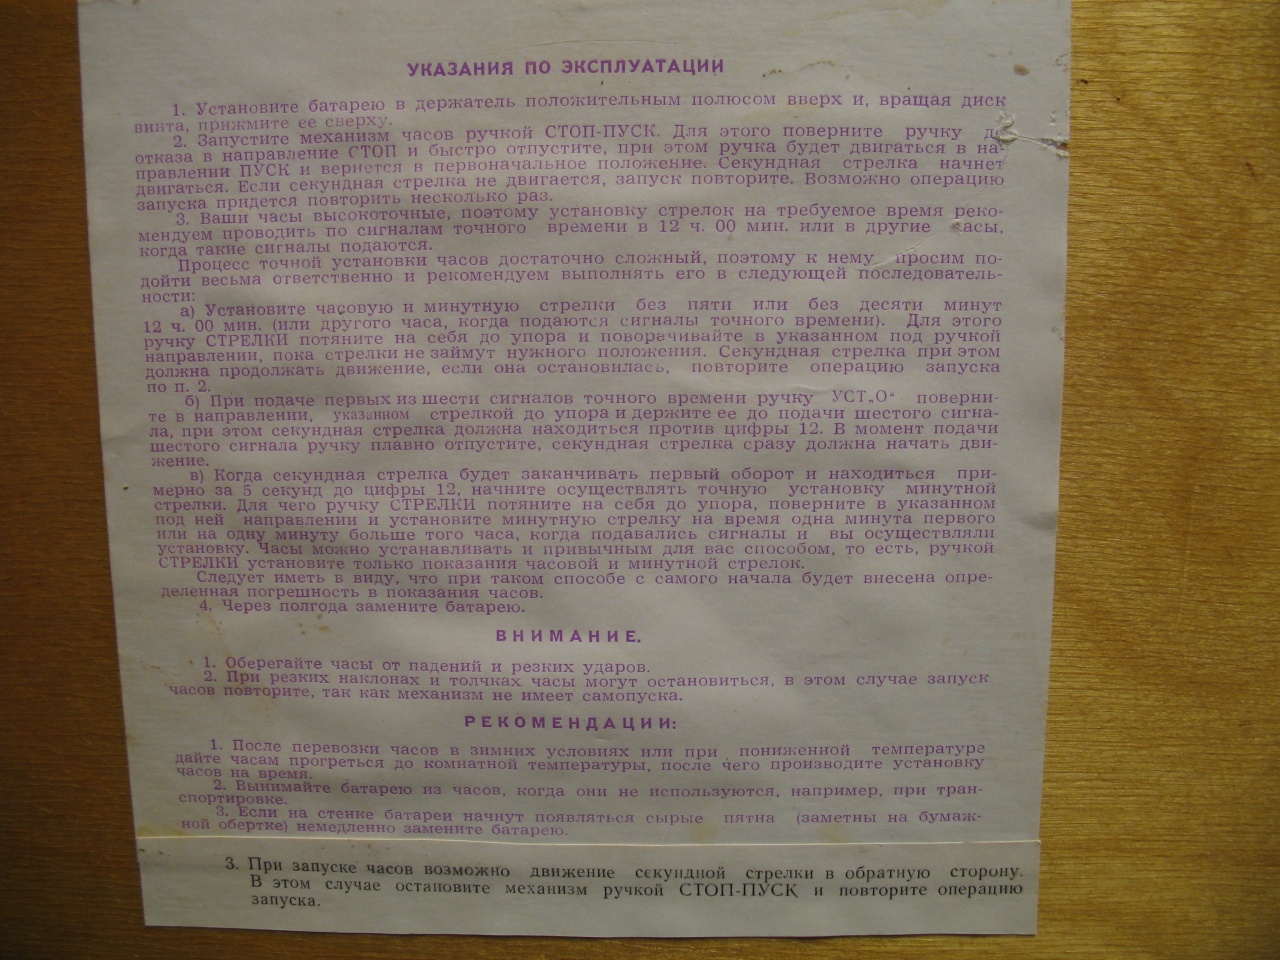 УКАЗАНИЯ ПО ЭКСПЛУАТАЦИИ
1. Установите батарею в держатель положительным полюсом вверх и, вращая диск
винта, прижмите ее сверху.
2. Запустите механизм часов ручкой СТОП-ПУСК. Для этого поверните ручку до
отказа в направление СТОП и быстро отпустите, при этом ручка будет двигаться в на-
правлении ПУСК и вернется в первоначальное положение. Секундная стрелка начнет
двигаться. Если секундная стрелка не двигается, запуск повторите. Возможно операцию
запуска придется повторить несколько раз.
3. Ваши часы высокоточные, поэтому установку стрелок на требуемое время реко-
мендуем проводить по сигналам точного времени в 12 ч. 00 мин. или в другие часы,
когда такие сигналы подаются.
Процесс точной установки часов достаточно сложный, поэтому к нему просим по-
дойти весьма ответственно и рекомендуем выполнять его в следующей последователь-
ности:
а) Установите часовую и минутную стрелки без пяти или без десяти минут
12 ч. 00 мин. (или другого часа, когда подаются сигналы точного времени). Для этого
ручку СТРЕЛКИ потяните на себя до упора и поворачивайте в указанном под ручкой
направлении, пока стрелки не займут нужного положения. Секундная стрелка при этом
должна продолжать движение, если она остановилась, повторите операцию запуска
по п. 2.
б) При подаче первых из шести сигналов точного времени ручку УСТ„О“ поверни-
те в направлении, указанном стрелкой до упора и держите ее до подачи шестого сигна-
ла, при этом секундная стрелка должна находиться против цифры 12. В момент подачи
шестого сигнала ручку плавно отпустите, секундная стрелка сразу должна начать дви-
жение.
в) Когда секундная стрелка будет заканчивать первый оборот и находиться при-
мерно за 5 секунд до цифры 12, начните осуществлять точную установку минутной
стрелки. Для чего ручку СТРЕЛКИ потяните на себя до упора, поверните в указанном
под ней направлении и установите минутную стрелку на время одна минута первого
или на одну минуту больше того часа, когда подавались сигналы и вы осуществляли
установку. Часы можно устанавливать и привычным для вас способом, то есть, ручкой
СТРЕЛКИ установите только показания часовой и минутной стрелок.
Следует иметь в виду, что при таком способе с самого начала будет внесена опре-
деленная погрешность в показания часов.
4. Через полгода замените батарею.
ВНИМАНИЕ.
1. Оберегайте часы от падений и резких ударов.
2. При резких наклонах и толчках часы могут остановиться, в этом случае запуск
часов повторите, так как механизм не имеет самопуска.
РЕКОМЕНДАЦИИ:
1. После перевозки часов в зимних условиях или при пониженной температуре
дайте часам прогреться до комнатной температуры, после чего производите установку
часов на время.
2. Вынимайте батарею из часов, когда они не используются, например, при тран-
спортировке.
3. Если на стенке батареи начнут появляться сырые пятна (заметны на бумаж-
ной обертке) немедленно замените батарею.
3. При запуске часов возможно движение секундной стрелки в обратную сторону.
В этом случае остановите механизм ручкой СТОП-ПУСК и повторите операцию
запуска.